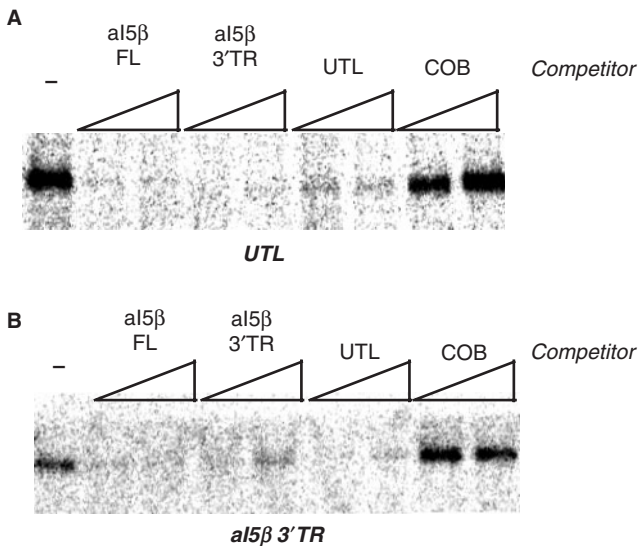 A
aI5β
FL
aI5β
3′TR
UTL
COB
Competitor
–
UTL
B
aI5β
FL
aI5β
3′TR
UTL
COB
Competitor
–
aI5β 3′TR